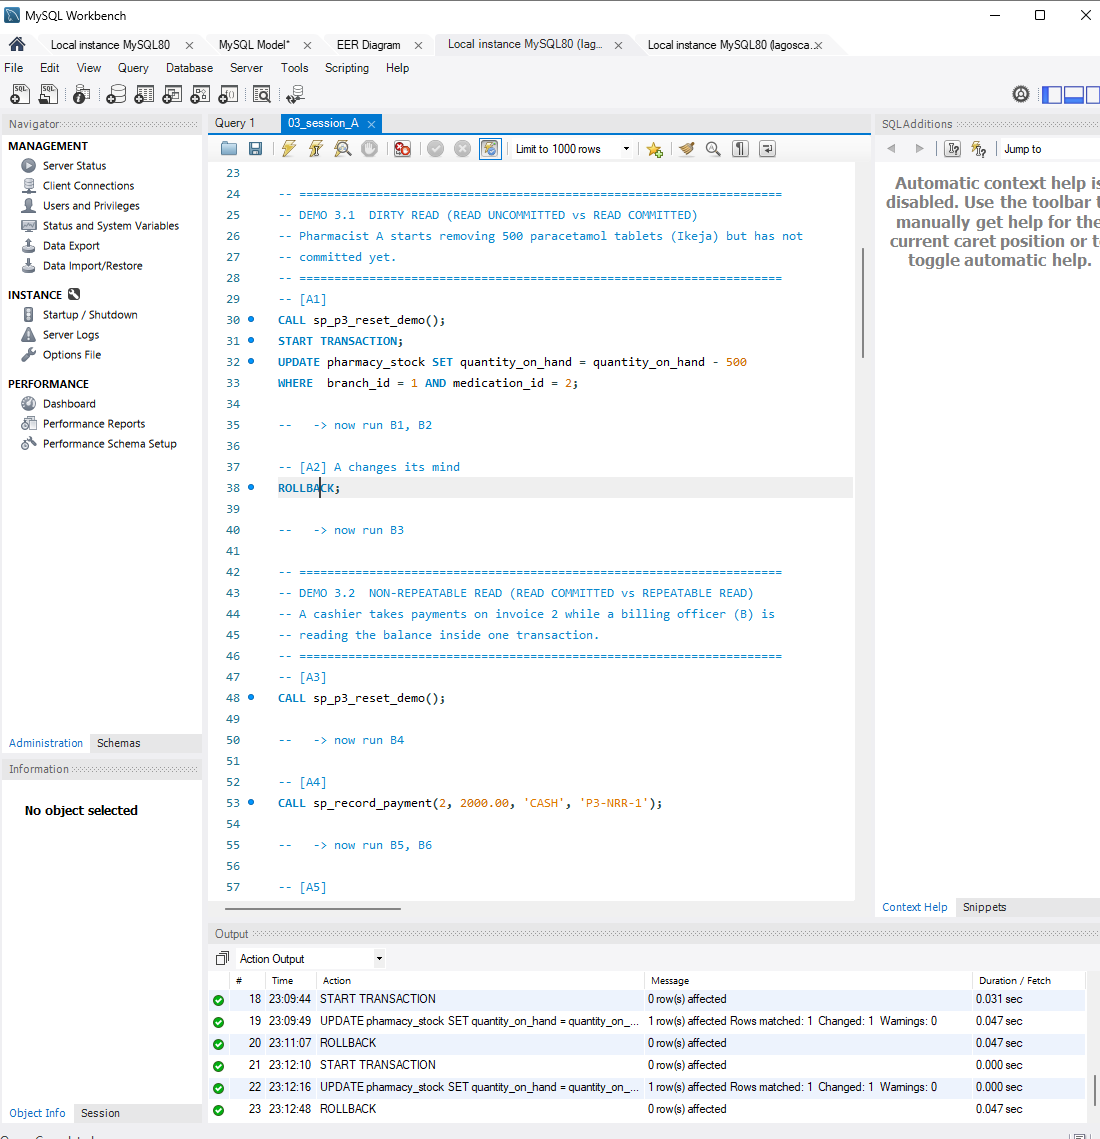 MySQL Workbench
Local instance MySQL80 × MySQL Model* × EER Diagram × Local instance MySQL80 (lag... × Local instance MySQL80 (lagosca... ×
File Edit View Query Database Server Tools Scripting Help
Navigator
MANAGEMENT
Server Status
Client Connections
Users and Privileges
Status and System Variables
Data Export
Data Import/Restore
INSTANCE
Startup / Shutdown
Server Logs
Options File
PERFORMANCE
Dashboard
Performance Reports
Performance Schema Setup
Administration Schemas
Information
No object selected
Object Info Session
Query 1 03_session_A ×
Limit to 1000 rows
23
24 -- =====================================================================
25 -- DEMO 3.1  DIRTY READ (READ UNCOMMITTED vs READ COMMITTED)
26 -- Pharmacist A starts removing 500 paracetamol tablets (Ikeja) but has not
27 -- committed yet.
28 -- =====================================================================
29 -- [A1]
30 CALL sp_p3_reset_demo();
31 START TRANSACTION;
32 UPDATE pharmacy_stock SET quantity_on_hand = quantity_on_hand - 500
33 WHERE  branch_id = 1 AND medication_id = 2;
34
35 --   -> now run B1, B2
36
37 -- [A2] A changes its mind
38 ROLLBACK;
39
40 --   -> now run B3
41
42 -- =====================================================================
43 -- DEMO 3.2  NON-REPEATABLE READ (READ COMMITTED vs REPEATABLE READ)
44 -- A cashier takes payments on invoice 2 while a billing officer (B) is
45 -- reading the balance inside one transaction.
46 -- =====================================================================
47 -- [A3]
48 CALL sp_p3_reset_demo();
49
50 --   -> now run B4
51
52 -- [A4]
53 CALL sp_record_payment(2, 2000.00, 'CASH', 'P3-NRR-1');
54
55 --   -> now run B5, B6
56
57 -- [A5]
SQLAdditions
Jump to
Automatic context help is
disabled. Use the toolbar t
manually get help for the
current caret position or to
toggle automatic help.
Context Help Snippets
Output
Action Output
# Time Action Message Duration / Fetch
18 23:09:44 START TRANSACTION 0 row(s) affected 0.031 sec
19 23:09:49 UPDATE pharmacy_stock SET quantity_on_hand = quantity_on_... 1 row(s) affected Rows matched: 1  Changed: 1  Warnings: 0 0.047 sec
20 23:11:07 ROLLBACK 0 row(s) affected 0.047 sec
21 23:12:10 START TRANSACTION 0 row(s) affected 0.000 sec
22 23:12:16 UPDATE pharmacy_stock SET quantity_on_hand = quantity_on_... 1 row(s) affected Rows matched: 1  Changed: 1  Warnings: 0 0.000 sec
23 23:12:48 ROLLBACK 0 row(s) affected 0.047 sec